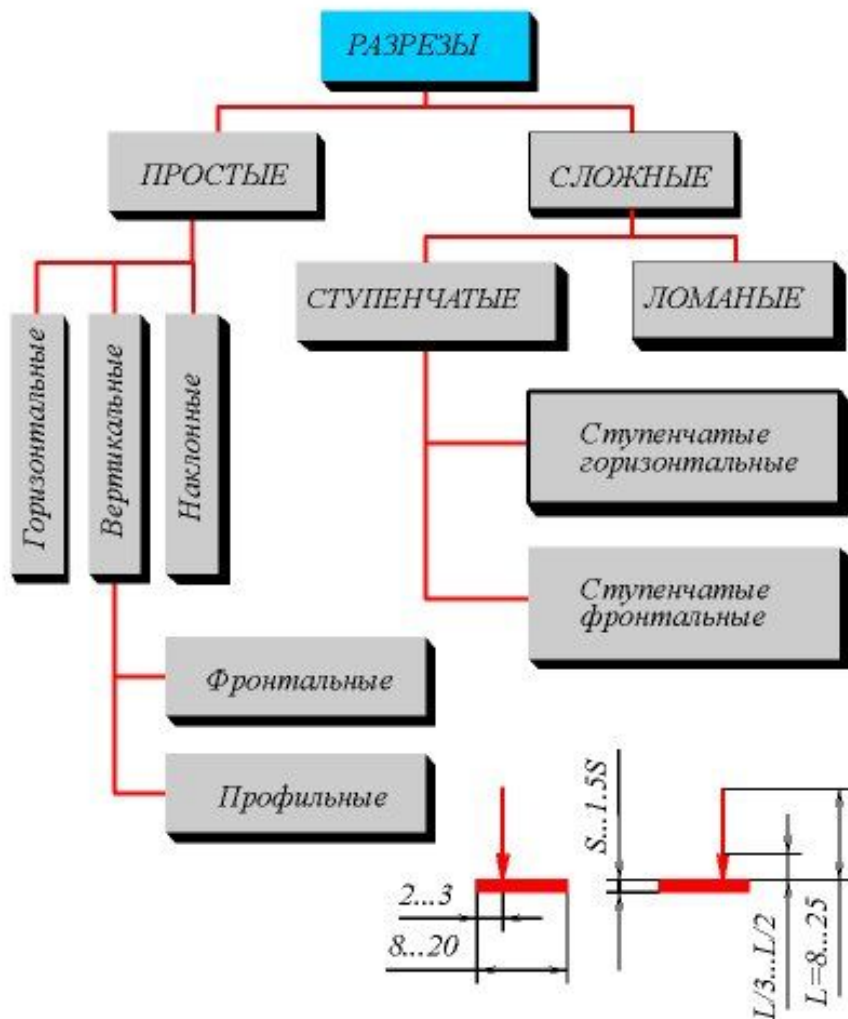 РАЗРЕЗЫ
ПРОСТЫЕ
СЛОЖНЫЕ
СТУПЕНЧАТЫЕ
ЛОМАНЫЕ
Горизонтальные
Вертикальные
Наклонные
Ступенчатые
горизонтальные
Ступенчатые
фронтальные
Фронтальные
Профильные
2...3
8...20
S...1.5S
L/3...L/2
L=8...25